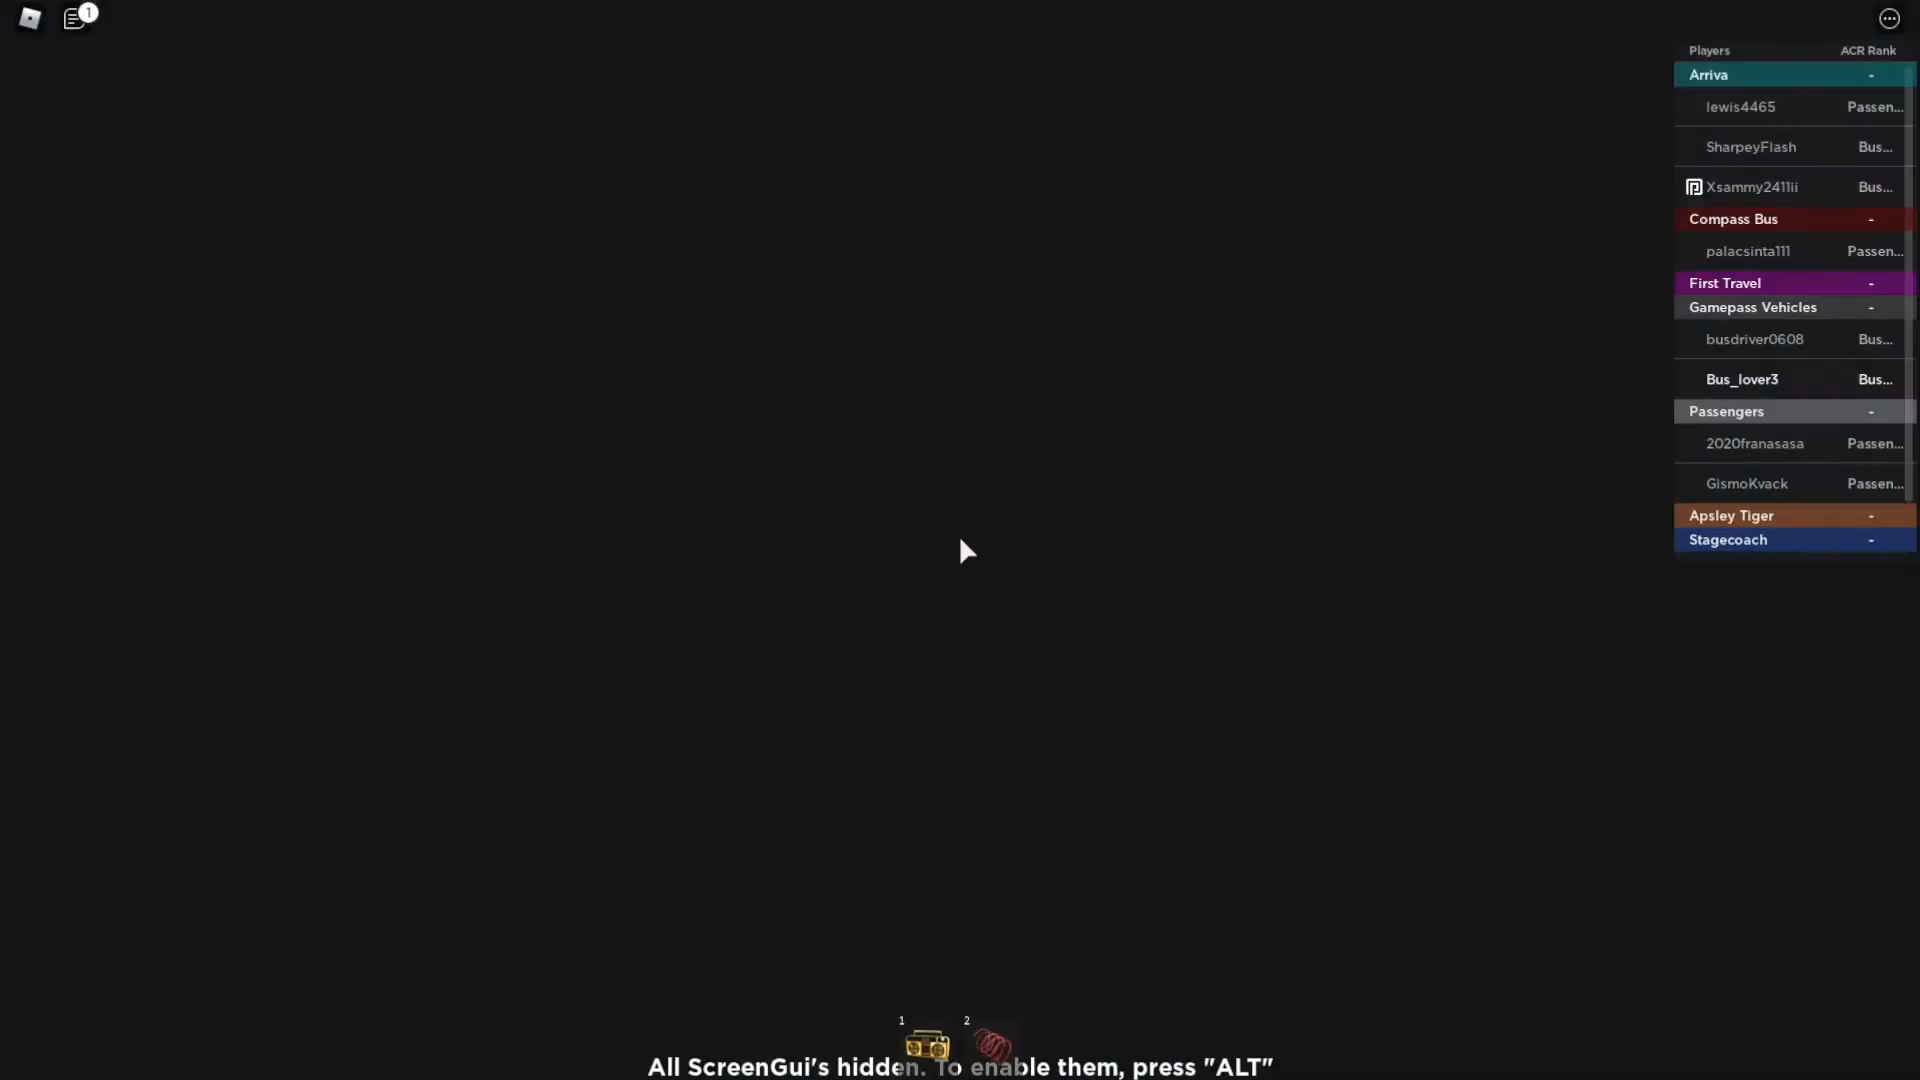 1
Players ACR Rank
Arriva -
lewis4465 Passen...
SharpeyFlash Bus...
Xsammy2411ii Bus...
Compass Bus -
palacsinta111 Passen...
First Travel -
Gamepass Vehicles -
busdriver0608 Bus...
Bus_lover3 Bus...
Passengers -
2020franasasa Passen...
GismoKvack Passen...
Apsley Tiger -
Stagecoach -
1 2
All ScreenGui's hidden. To enable them, press "ALT"